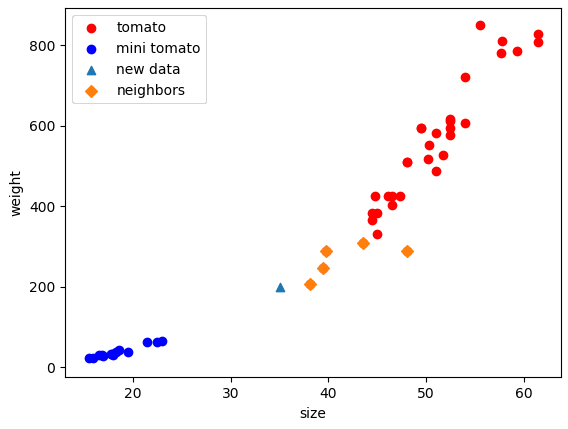 tomato
mini tomato
new data
neighbors
800
600
400
200
0
weight
20 30 40 50 60
size